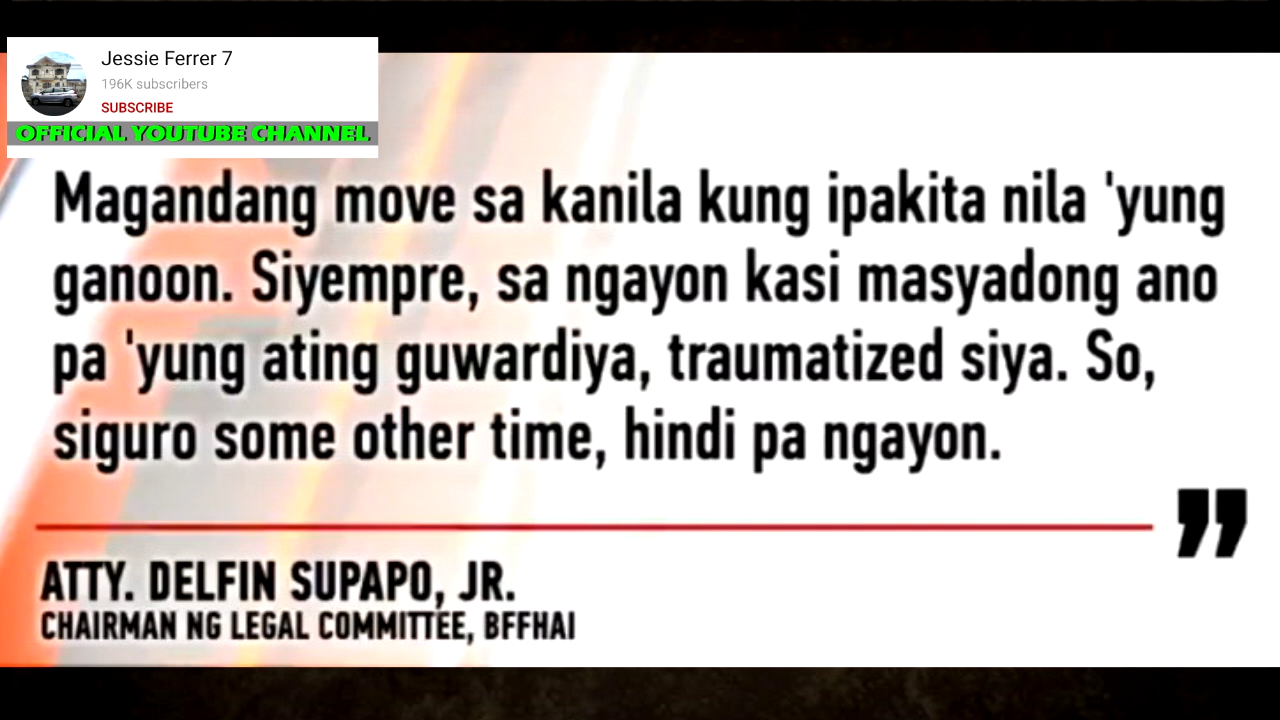 Jessie Ferrer 7
196K subscribers
SUBSCRIBE
OFFICIAL YOUTUBE CHANNEL
Magandang move sa kanila kung ipakita nila 'yung
ganoon. Siyempre, sa ngayon kasi masyadong ano
pa 'yung ating guwardiya, traumatized siya. So,
siguro some other time, hindi pa ngayon.
”
ATTY. DELFIN SUPAPO, JR.
CHAIRMAN NG LEGAL COMMITTEE, BFFHAI